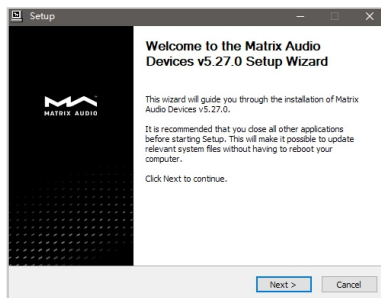 Setup
Welcome to the Matrix Audio
Devices v5.27.0 Setup Wizard
MATRIX AUDIO
This wizard will guide you through the installation of Matrix
Audio Devices v5.27.0.
It is recommended that you close all other applications
before starting Setup. This will make it possible to update
relevant system files without having to reboot your
computer.
Click Next to continue.
Next >
Cancel